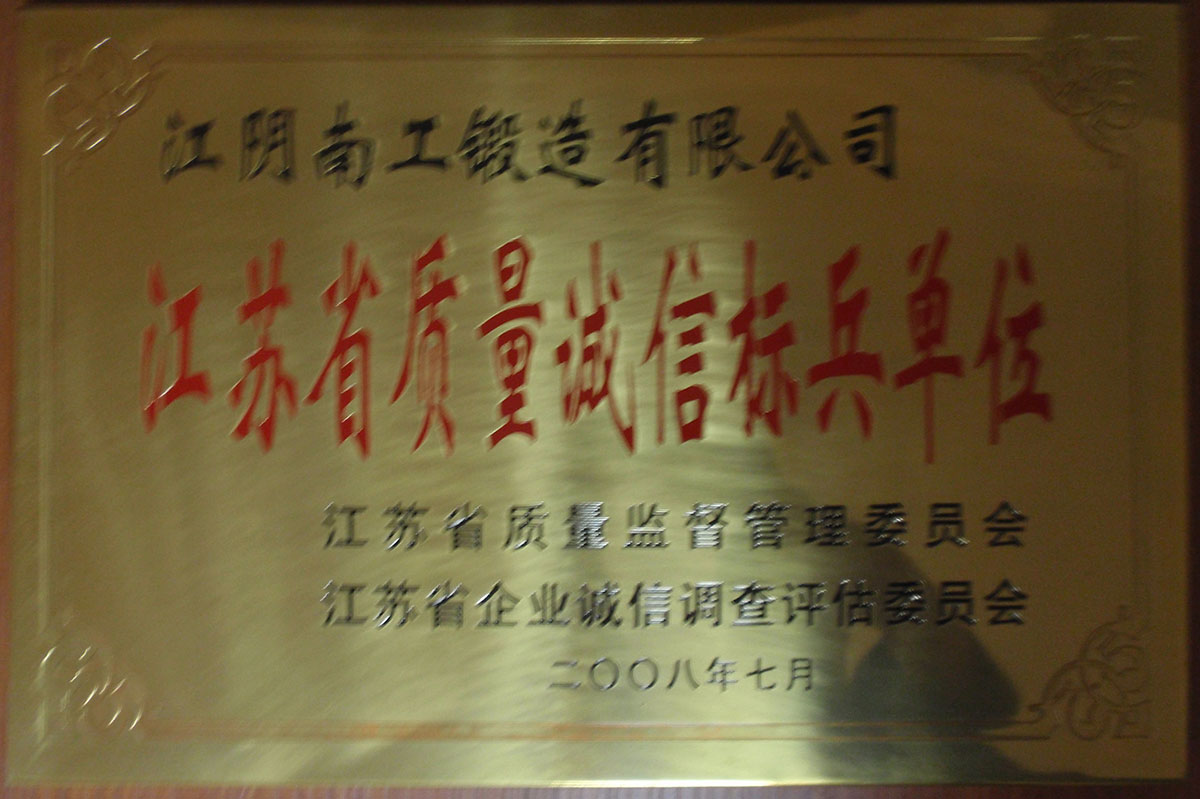 江阴南工锻造有限公司
江苏省质量诚信标兵单位
江苏省质量监督管理委员会
江苏省企业诚信调查评估委员会
二〇〇八年七月